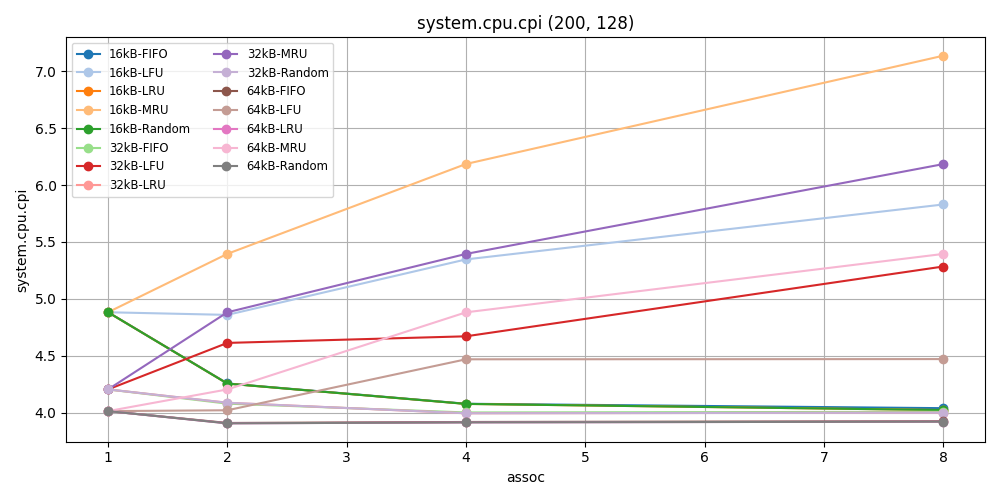 system.cpu.cpi (200, 128)
16kB-FIFO
16kB-LFU
16kB-LRU
16kB-MRU
16kB-Random
32kB-FIFO
32kB-LFU
32kB-LRU
32kB-MRU
32kB-Random
64kB-FIFO
64kB-LFU
64kB-LRU
64kB-MRU
64kB-Random
system.cpu.cpi
7.0
6.5
6.0
5.5
5.0
4.5
4.0
1 2 3 4 5 6 7 8
assoc